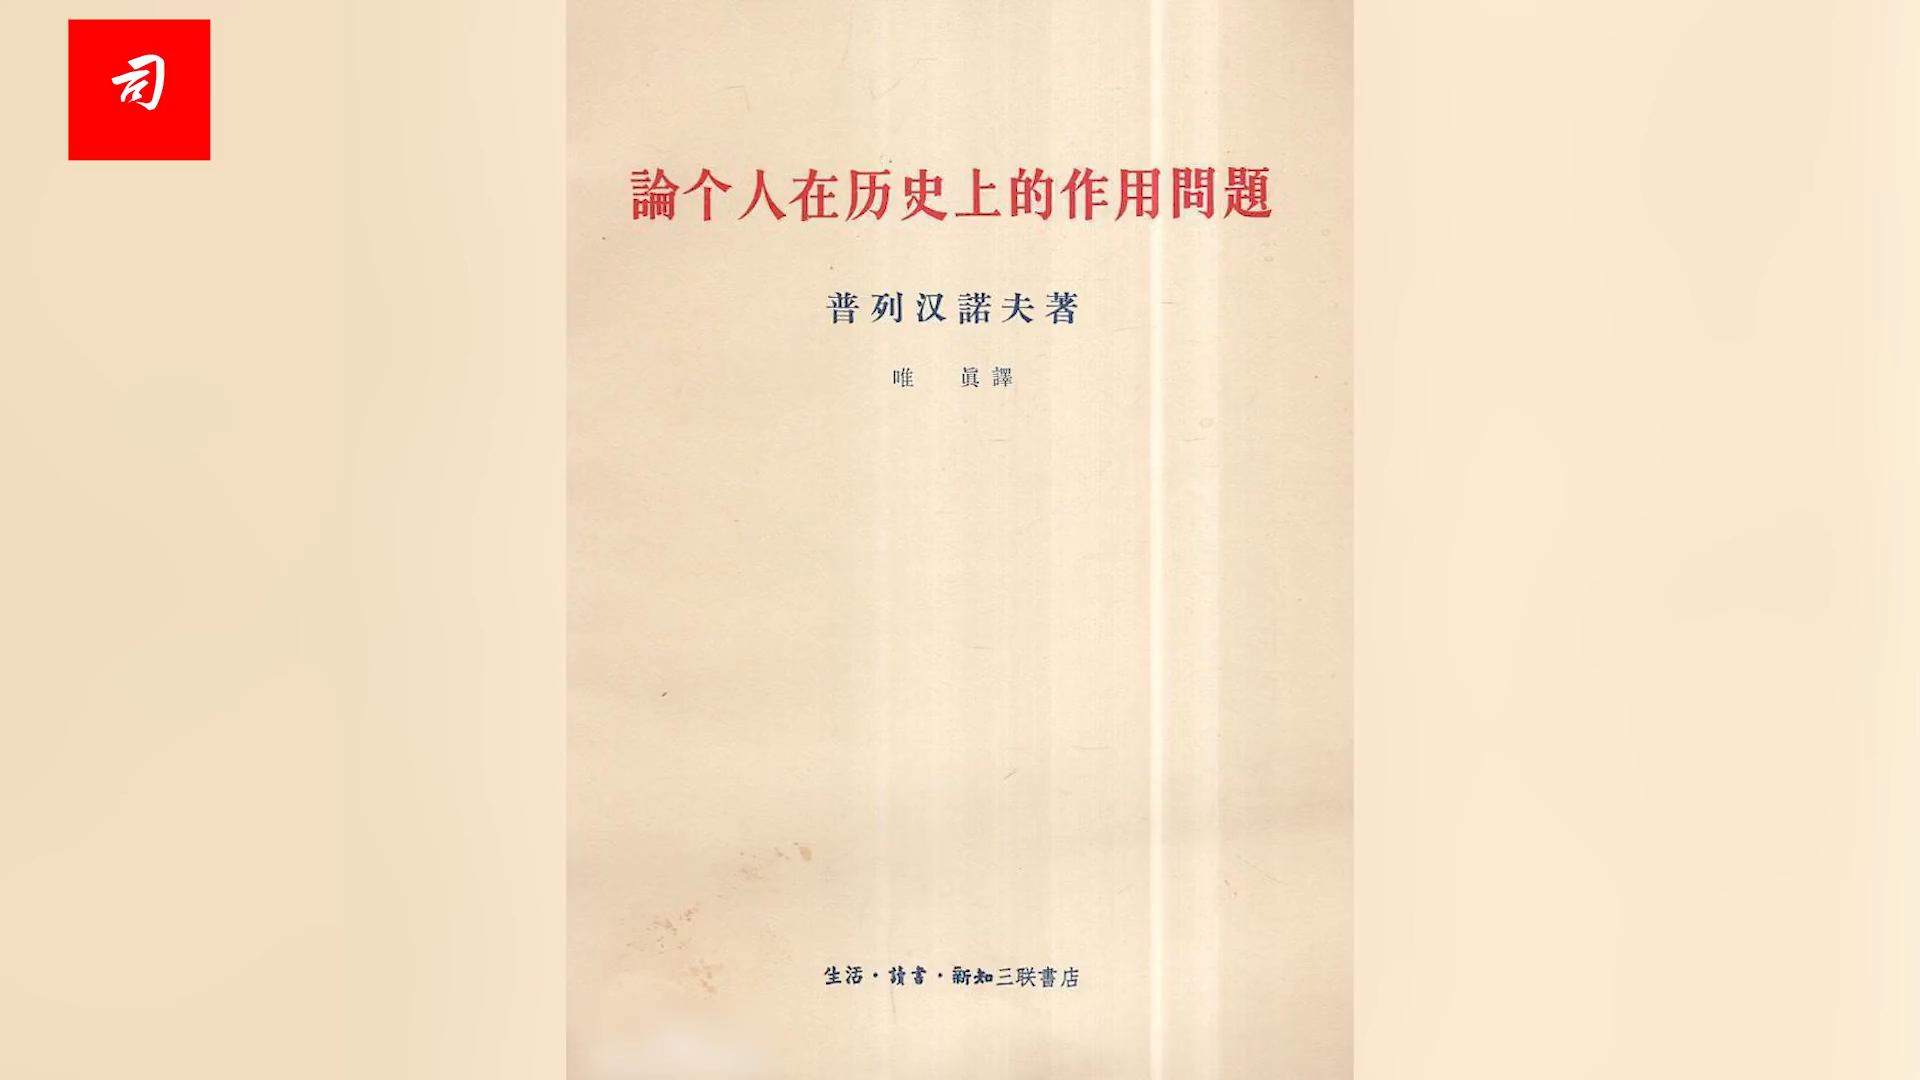 司
論个人在历史上的作用問題
普列汉諾夫著
唯 眞譯
生活·讀書·新知三联書店